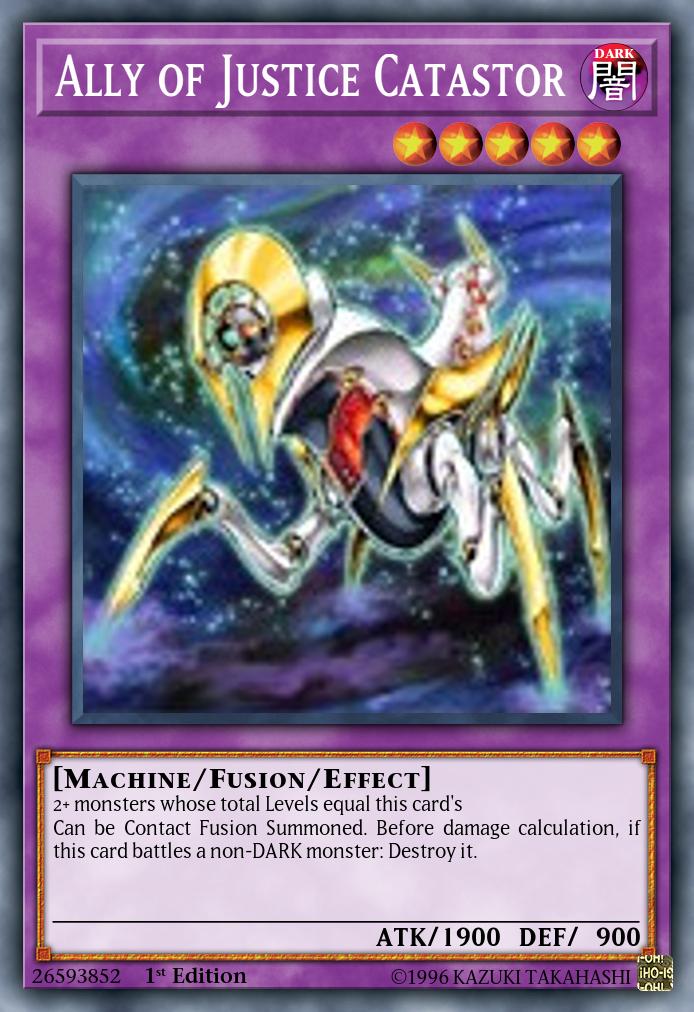 ALLY OF JUSTICE CATASTOR
DARK
闇
[MACHINE/FUSION/EFFECT]
2+ monsters whose total Levels equal this card's
Can be Contact Fusion Summoned. Before damage calculation, if
this card battles a non-DARK monster: Destroy it.
ATK/1900 DEF/ 900
26593852 1st Edition ©1996 KAZUKI TAKAHASHI